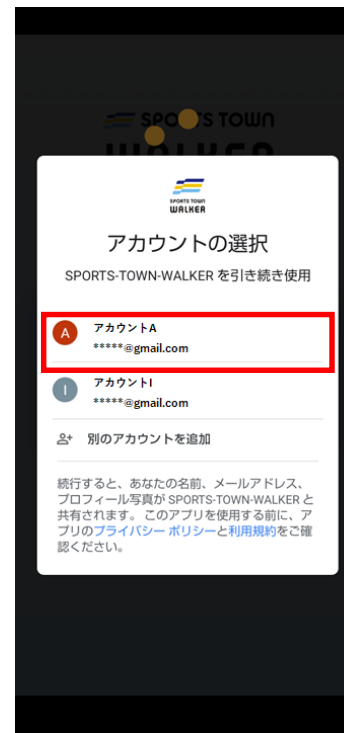 SPORTS TOWN
WALKER
SPORTS TOWN
WALKER
アカウントの選択
SPORTS-TOWN-WALKER を引き続き使用
A
アカウントA
*****@gmail.com
I
アカウントI
*****@gmail.com
別のアカウントを追加
続行すると、あなたの名前、メールアドレス、
プロフィール写真が SPORTS-TOWN-WALKER と
共有されます。このアプリを使用する前に、ア
プリのプライバシー ポリシーと利用規約をご確
認ください。